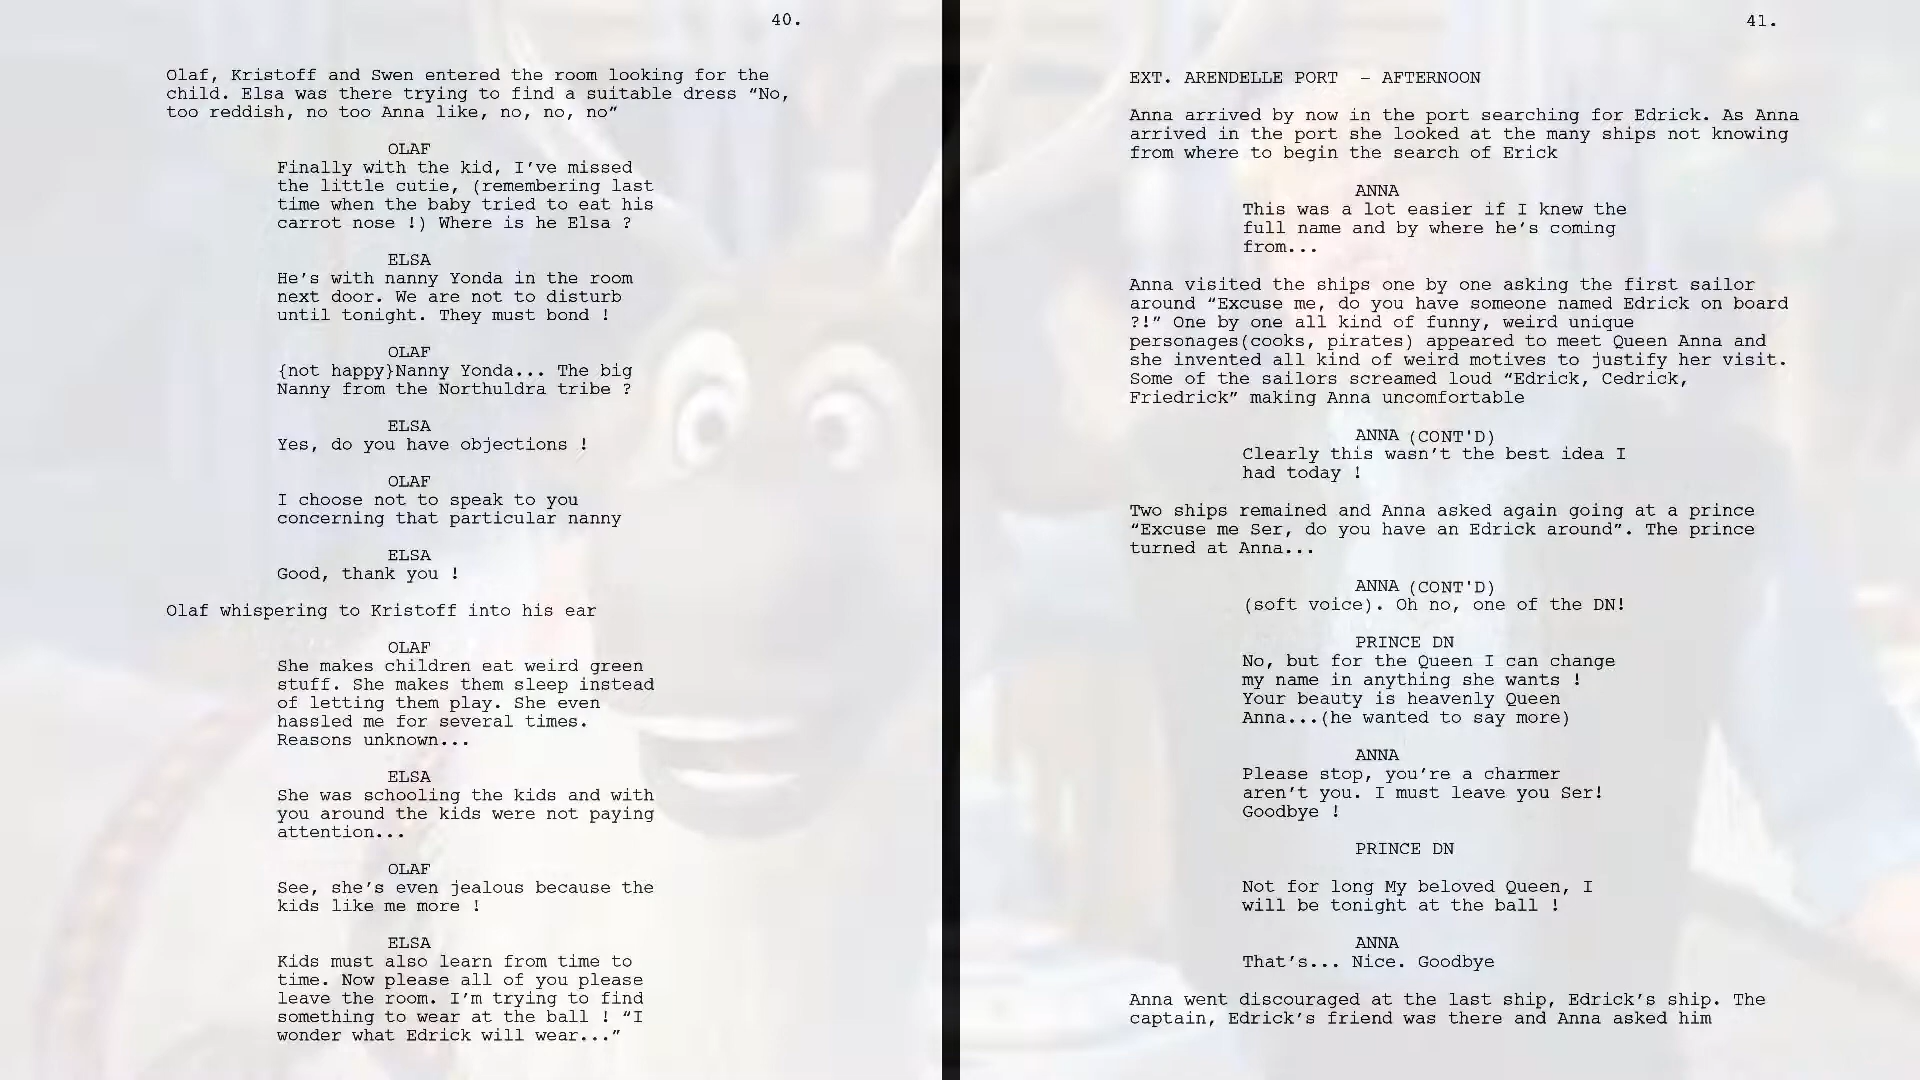 40.
Olaf, Kristoff and Swen entered the room looking for the
child. Elsa was there trying to find a suitable dress “No,
too reddish, no too Anna like, no, no, no”
OLAF
Finally with the kid, I’ve missed
the little cutie, (remembering last
time when the baby tried to eat his
carrot nose !) Where is he Elsa ?
ELSA
He’s with nanny Yonda in the room
next door. We are not to disturb
until tonight. They must bond !
OLAF
{not happy}Nanny Yonda... The big
Nanny from the Northuldra tribe ?
ELSA
Yes, do you have objections !
OLAF
I choose not to speak to you
concerning that particular nanny
ELSA
Good, thank you !
Olaf whispering to Kristoff into his ear
OLAF
She makes children eat weird green
stuff. She makes them sleep instead
of letting them play. She even
hassled me for several times.
Reasons unknown...
ELSA
She was schooling the kids and with
you around the kids were not paying
attention...
OLAF
See, she’s even jealous because the
kids like me more !
ELSA
Kids must also learn from time to
time. Now please all of you please
leave the room. I’m trying to find
something to wear at the ball ! “I
wonder what Edrick will wear...”
41.
EXT. ARENDELLE PORT – AFTERNOON
Anna arrived by now in the port searching for Edrick. As Anna
arrived in the port she looked at the many ships not knowing
from where to begin the search of Erick
ANNA
This was a lot easier if I knew the
full name and by where he’s coming
from...
Anna visited the ships one by one asking the first sailor
around “Excuse me, do you have someone named Edrick on board
?!” One by one all kind of funny, weird unique
personages(cooks, pirates) appeared to meet Queen Anna and
she invented all kind of weird motives to justify her visit.
Some of the sailors screamed loud “Edrick, Cedrick,
Friedrick” making Anna uncomfortable
ANNA (CONT'D)
Clearly this wasn’t the best idea I
had today !
Two ships remained and Anna asked again going at a prince
“Excuse me Ser, do you have an Edrick around”. The prince
turned at Anna...
ANNA (CONT'D)
(soft voice). Oh no, one of the DN!
PRINCE DN
No, but for the Queen I can change
my name in anything she wants !
Your beauty is heavenly Queen
Anna...(he wanted to say more)
ANNA
Please stop, you’re a charmer
aren’t you. I must leave you Ser!
Goodbye !
PRINCE DN
Not for long My beloved Queen, I
will be tonight at the ball !
ANNA
That’s... Nice. Goodbye
Anna went discouraged at the last ship, Edrick’s ship. The
captain, Edrick’s friend was there and Anna asked him